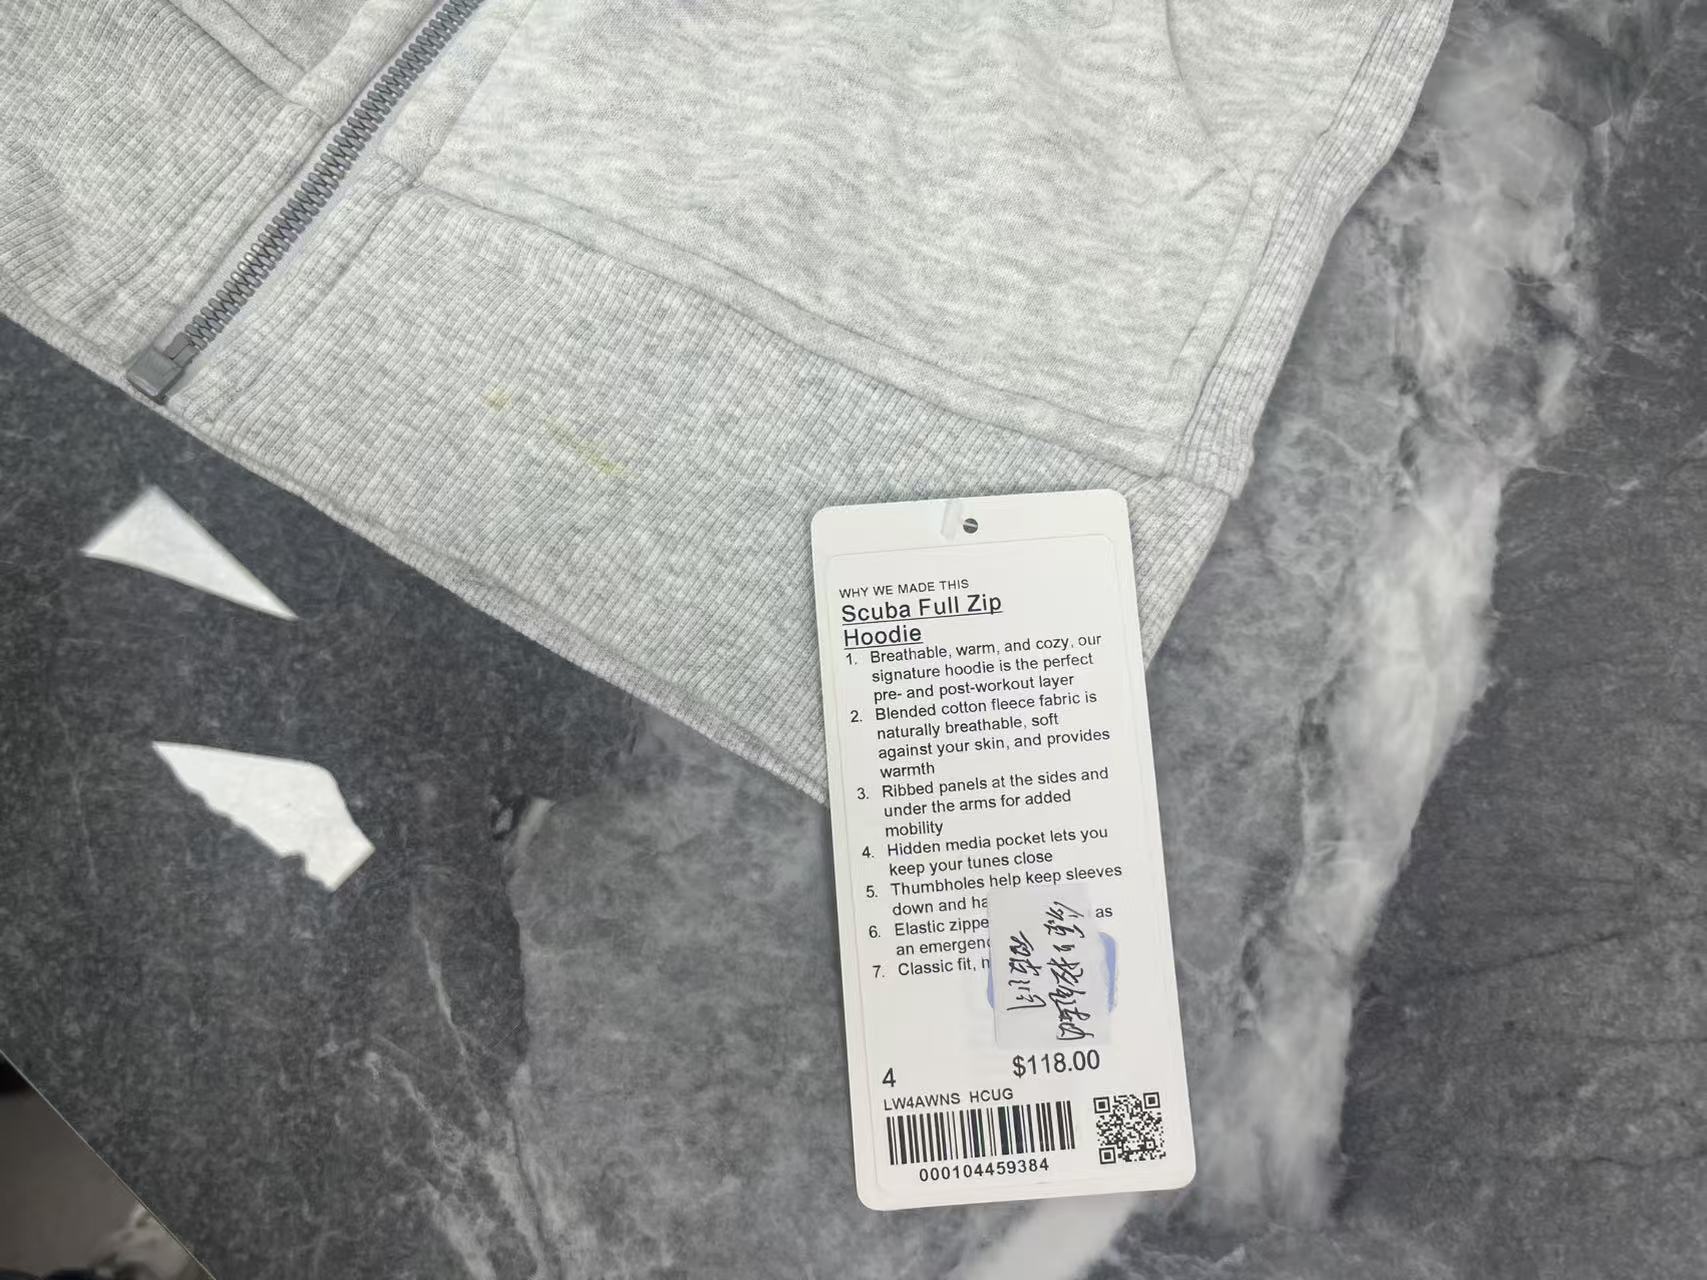 WHY WE MADE THIS
Scuba Full Zip
Hoodie
1. Breathable, warm, and cozy, our
signature hoodie is the perfect
pre- and post-workout layer
2. Blended cotton fleece fabric is
naturally breathable, soft
against your skin, and provides
warmth
3. Ribbed panels at the sides and
under the arms for added
mobility
4. Hidden media pocket lets you
keep your tunes close
5. Thumbholes help keep sleeves
down and
6. Elastic as
an
7. Classic fit,
4 $118.00
LW4AWNS HCUG
000104459384